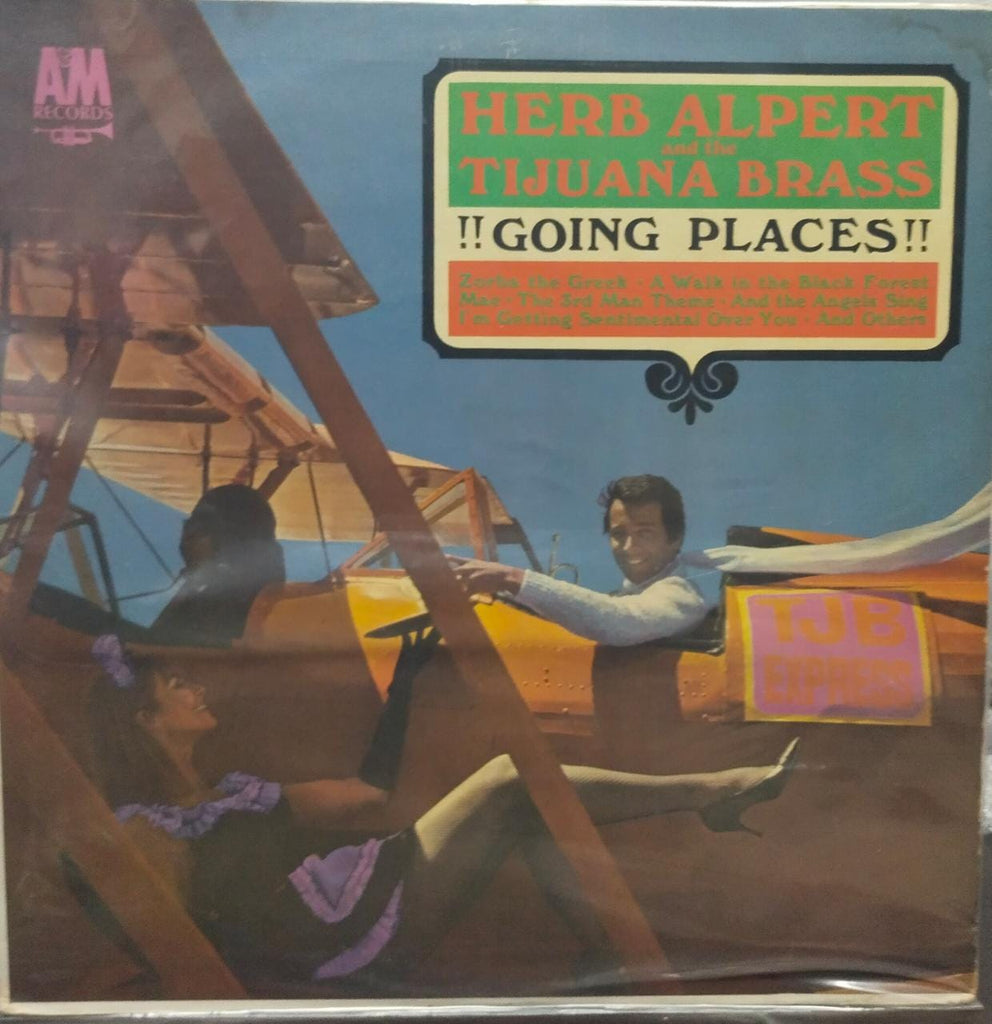 A&M
RECORDS
HERB ALPERT
and the
TIJUANA BRASS
!!GOING PLACES!!
Zorba the Greek · A Walk in the Black Forest
Mae · The 3rd Man Theme · And the Angels Sing
I'm Getting Sentimental Over You · And Others
TJB
EXPRESS